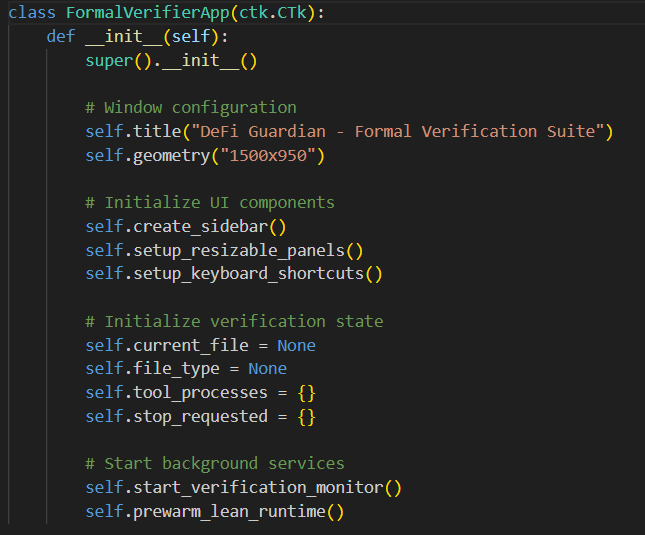 class FormalVerifierApp(ctk.CTk):
    def __init__(self):
        super().__init__()

        # Window configuration
        self.title("DeFi Guardian - Formal Verification Suite")
        self.geometry("1500x950")

        # Initialize UI components
        self.create_sidebar()
        self.setup_resizable_panels()
        self.setup_keyboard_shortcuts()

        # Initialize verification state
        self.current_file = None
        self.file_type = None
        self.tool_processes = {}
        self.stop_requested = {}

        # Start background services
        self.start_verification_monitor()
        self.prewarm_lean_runtime()